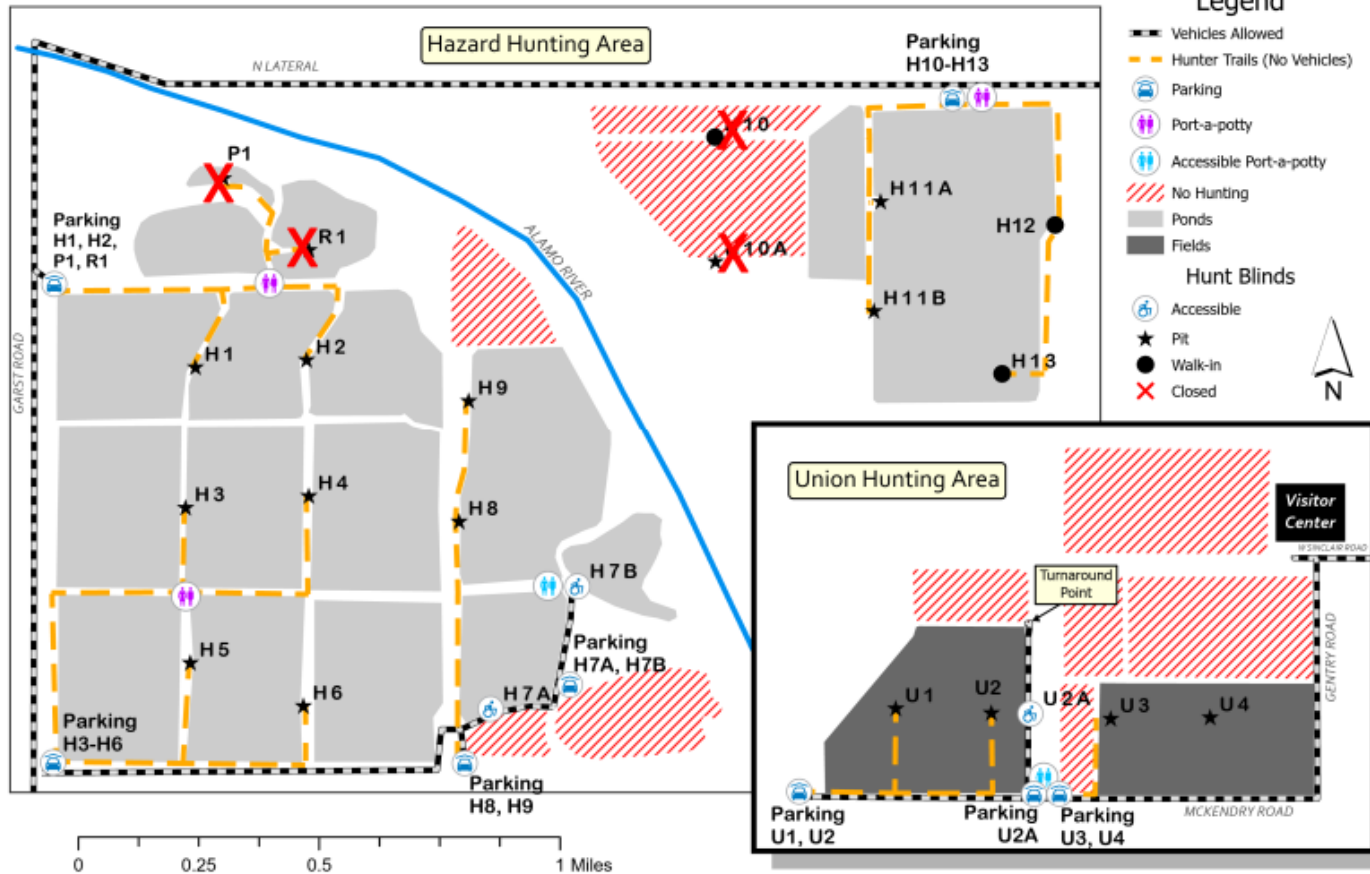 Legend
Hazard Hunting Area
Parking
H10-H13
N LATERAL
Vehicles Allowed
Hunter Trails (No Vehicles)
Parking
Port-a-potty
Accessible Port-a-potty
No Hunting
Ponds
Fields
Hunt Blinds
Accessible
Pit
Walk-in
Closed
N
P1
R1
10
10A
H11A
H11B
H12
H13
Parking
H1, H2,
P1, R1
ALAMO RIVER
GARST ROAD
H1
H2
H9
H3
H4
H8
H7B
H5
H6
H7A
Parking
H7A, H7B
Parking
H3-H6
Parking
H8, H9
Union Hunting Area
Visitor
Center
W SINCLAIR ROAD
Turnaround
Point
GENTRY ROAD
U1
U2
U2A
U3
U4
MCKENDRY ROAD
Parking
U1, U2
Parking
U2A
Parking
U3, U4
0
0.25
0.5
1 Miles